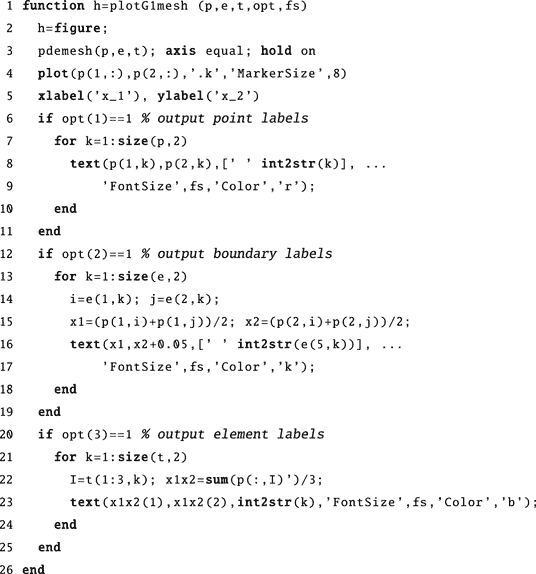 1 function h=plotG1mesh (p,e,t,opt,fs)
2 h=figure;
3 pdemesh(p,e,t); axis equal; hold on
4 plot(p(1,:),p(2,:),'.k','MarkerSize',8)
5 xlabel('x_1'), ylabel('x_2')
6 if opt(1)==1 % output point labels
7 for k=1:size(p,2)
8 text(p(1,k),p(2,k),[' ' int2str(k)], ...
9 'FontSize',fs,'Color','r');
10 end
11 end
12 if opt(2)==1 % output boundary labels
13 for k=1:size(e,2)
14 i=e(1,k); j=e(2,k);
15 x1=(p(1,i)+p(1,j))/2; x2=(p(2,i)+p(2,j))/2;
16 text(x1,x2+0.05,[' ' int2str(e(5,k))], ...
17 'FontSize',fs,'Color','k');
18 end
19 end
20 if opt(3)==1 % output element labels
21 for k=1:size(t,2)
22 I=t(1:3,k); x1x2=sum(p(:,I)')/3;
23 text(x1x2(1),x1x2(2),int2str(k),'FontSize',fs,'Color','b');
24 end
25 end
26 end